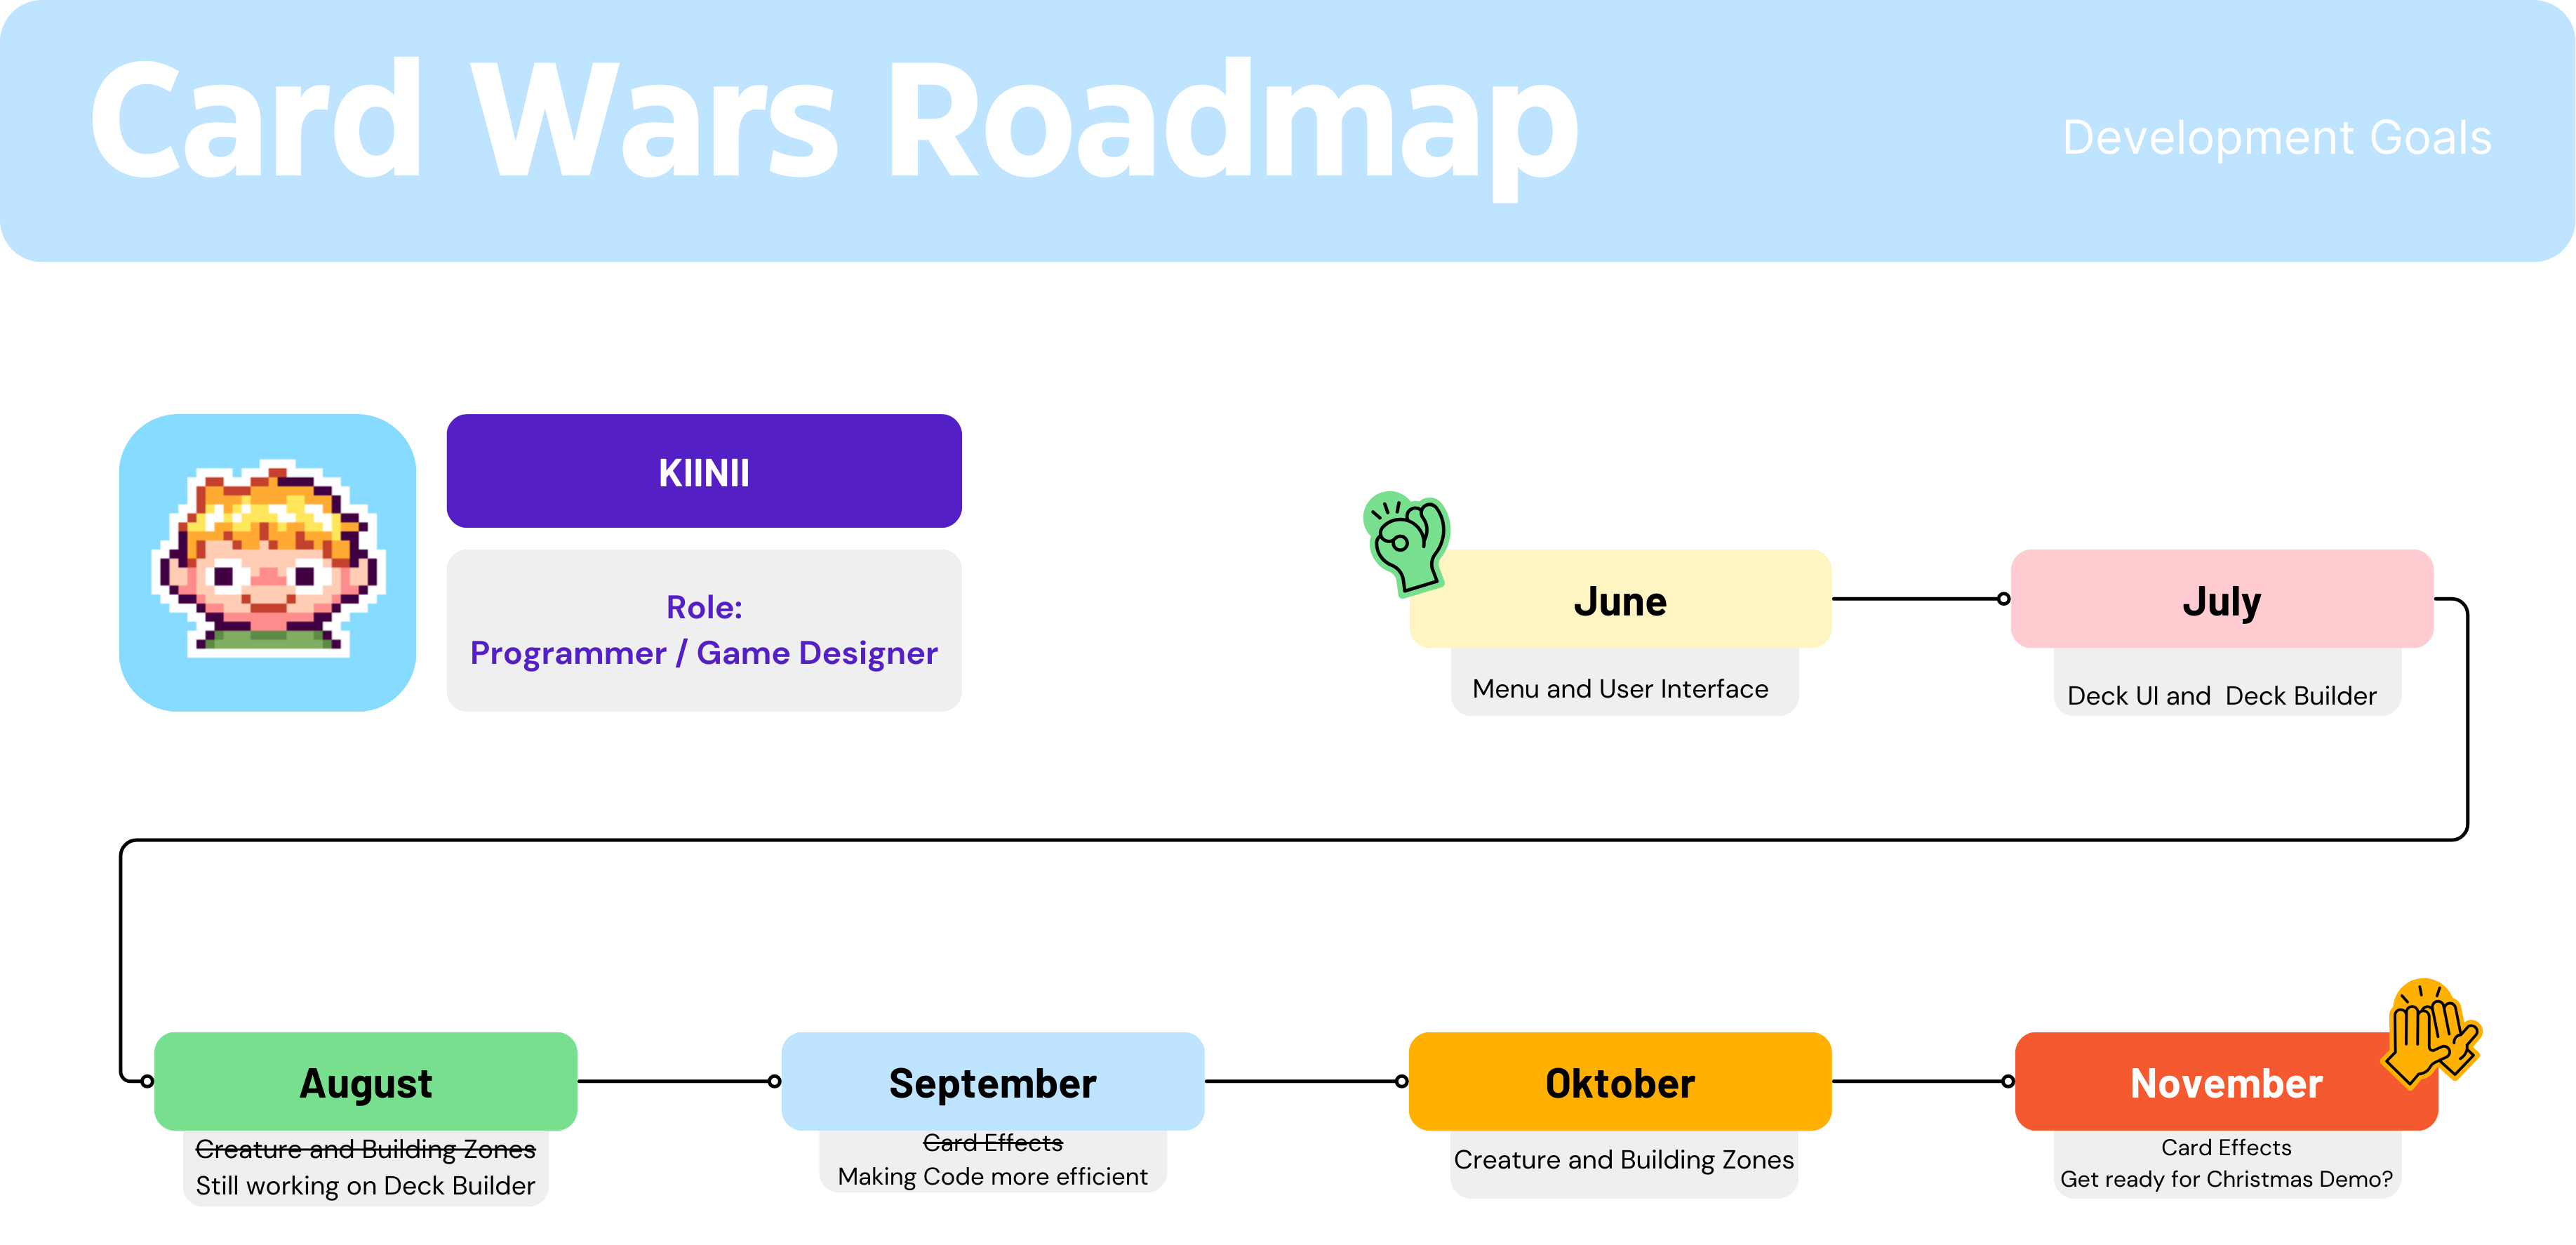 Card Wars Roadmap
Development Goals
KIINII
Role:
Programmer / Game Designer
June
Menu and User Interface
July
Deck UI and  Deck Builder
August
Creature and Building Zones
Still working on Deck Builder
September
Card Effects
Making Code more efficient
Oktober
Creature and Building Zones
November
Card Effects
Get ready for Christmas Demo?